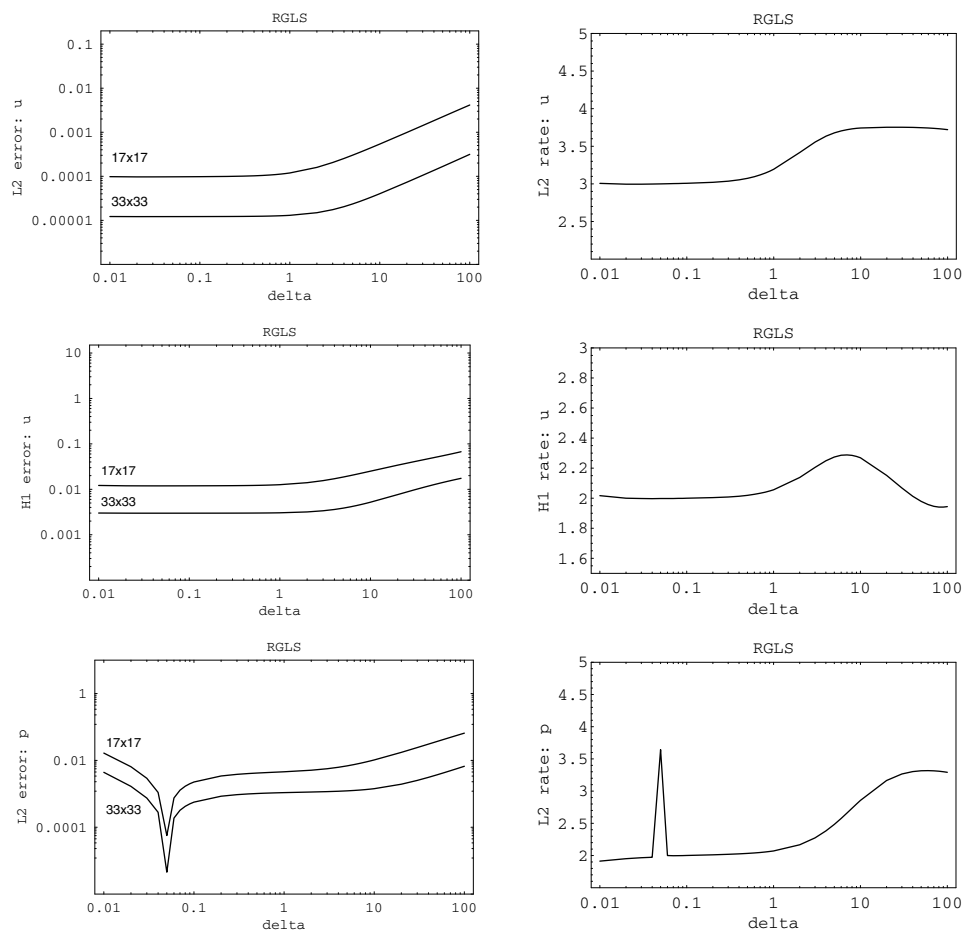 RGLS
L2 error: u
0.1
0.01
0.001
0.0001
0.00001
17x17
33x33
0.01 0.1 1 10 100
delta
RGLS
L2 rate: u
5
4.5
4
3.5
3
2.5
0.01 0.1 1 10 100
delta
RGLS
H1 error: u
10
1
0.1
0.01
0.001
17x17
33x33
0.01 0.1 1 10 100
delta
RGLS
H1 rate: u
3
2.8
2.6
2.4
2.2
2
1.8
1.6
0.01 0.1 1 10 100
delta
RGLS
L2 error: p
1
0.01
0.0001
17x17
33x33
0.01 0.1 1 10 100
delta
RGLS
L2 rate: p
5
4.5
4
3.5
3
2.5
2
0.01 0.1 1 10 100
delta